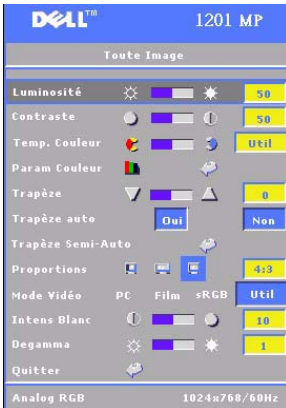 DELL™ 1201 MP
Toute Image
Luminosité 50
Contraste 50
Temp. Couleur Util
Param Couleur
Trapèze 0
Trapèze auto Oui Non
Trapèze Semi-Auto
Proportions 4:3
Mode Vidéo PC Film sRGB Util
Intens Blanc 10
Degamma 1
Quitter
Analog RGB 1024x768/60Hz